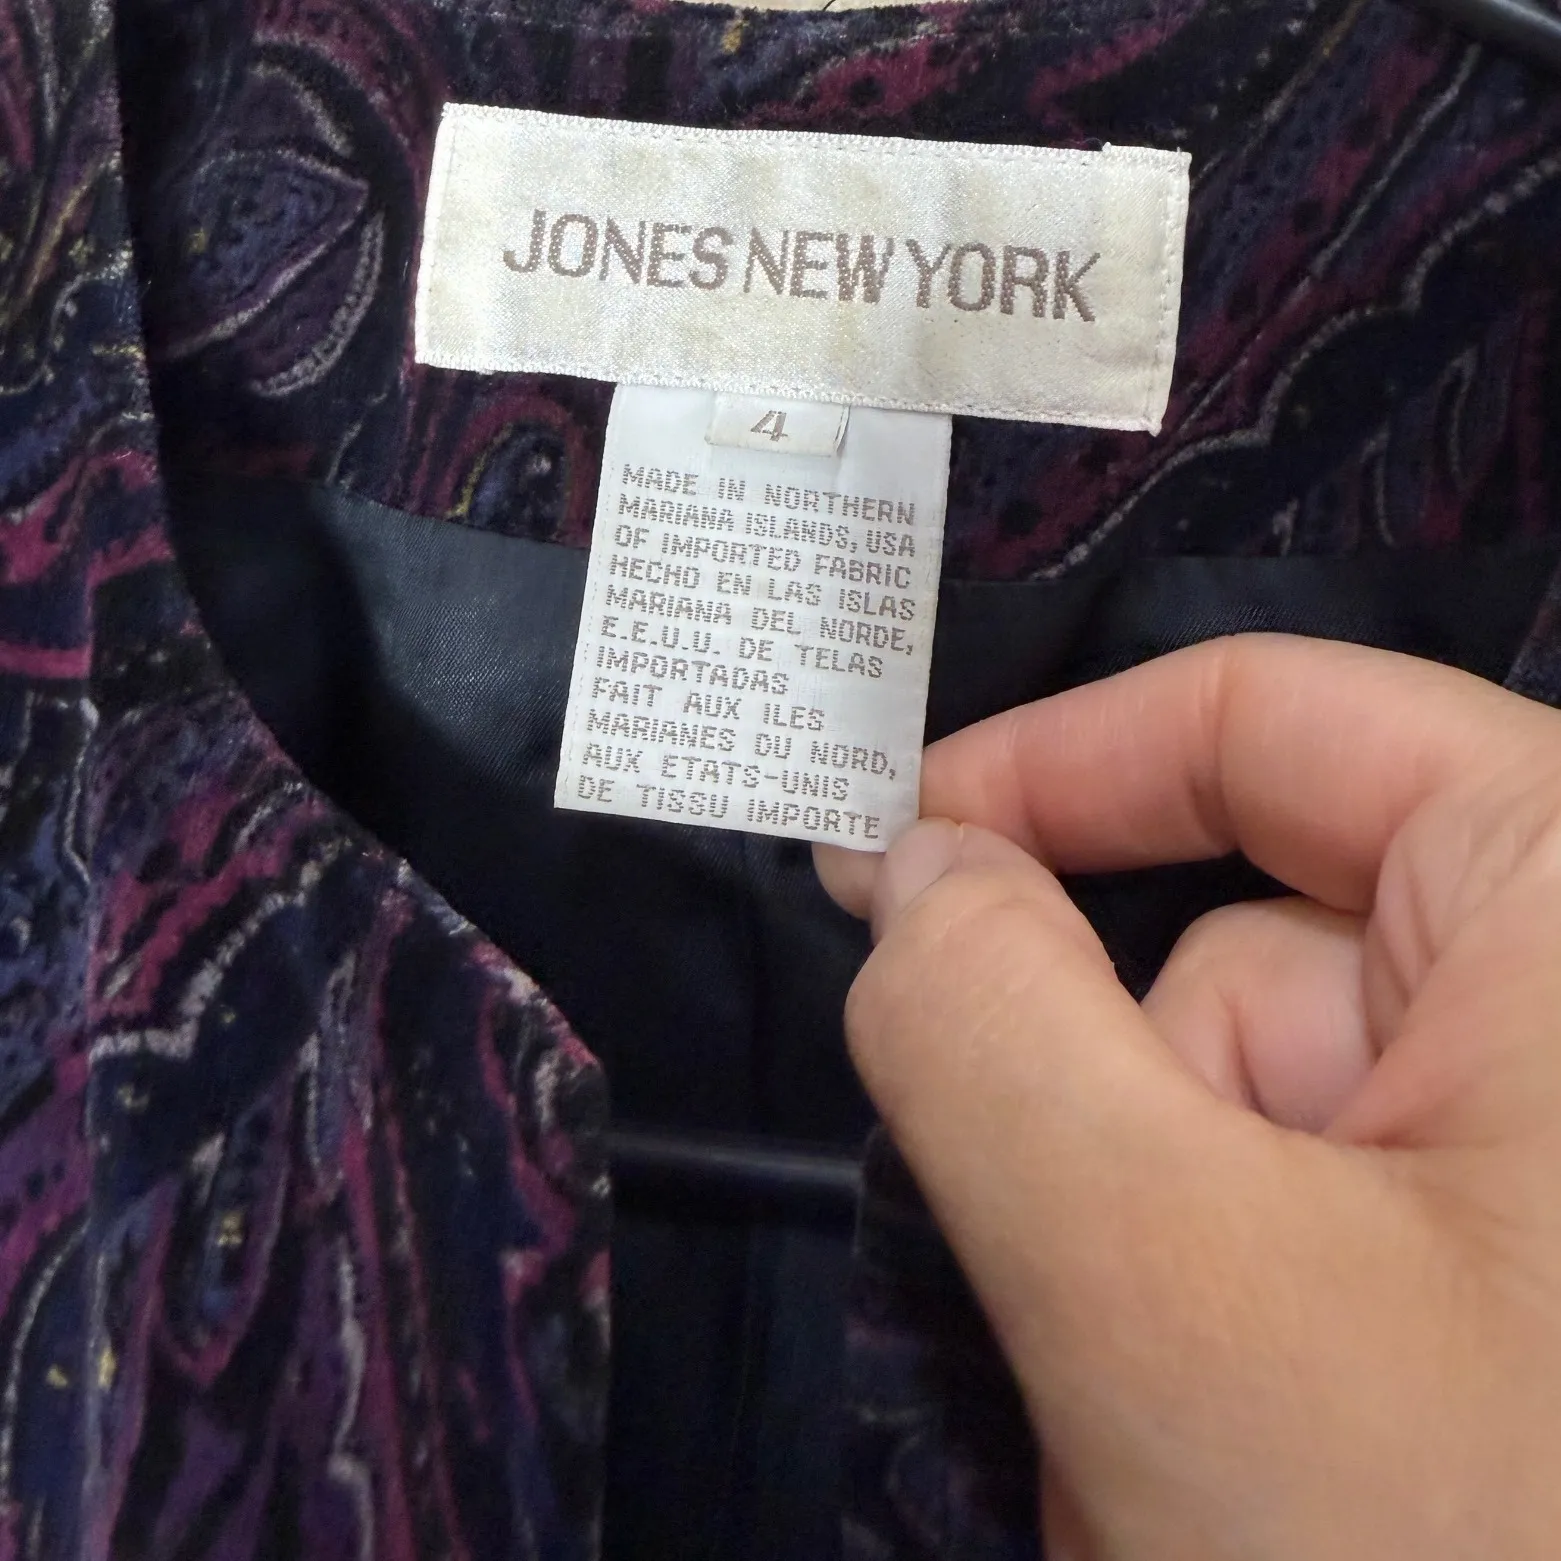 JONES NEW YORK
4
MADE IN NORTHERN
MARIANA ISLANDS, USA
OF IMPORTED FABRIC
HECHO EN LAS ISLAS
MARIANA DEL NORDE,
E.E.U.U. DE TELAS
IMPORTADAS
FAIT AUX ILES
MARIANES DU NORD,
AUX ETATS-UNIS
DE TISSU IMPORTE